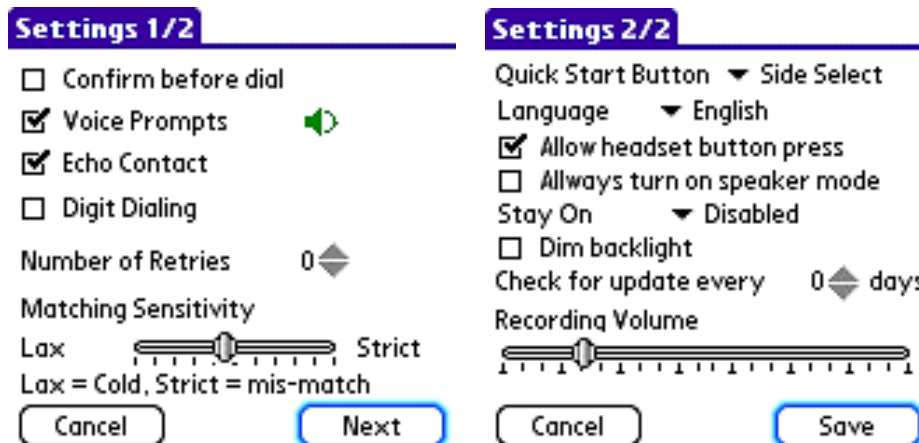 Settings 1/2
Confirm before dial
Voice Prompts
Echo Contact
Digit Dialing
Number of Retries 0
Matching Sensitivity
Lax Strict
Lax = Cold, Strict = mis-match
Cancel Next
Settings 2/2
Quick Start Button Side Select
Language English
Allow headset button press
Allways turn on speaker mode
Stay On Disabled
Dim backlight
Check for update every 0 days
Recording Volume
Cancel Save